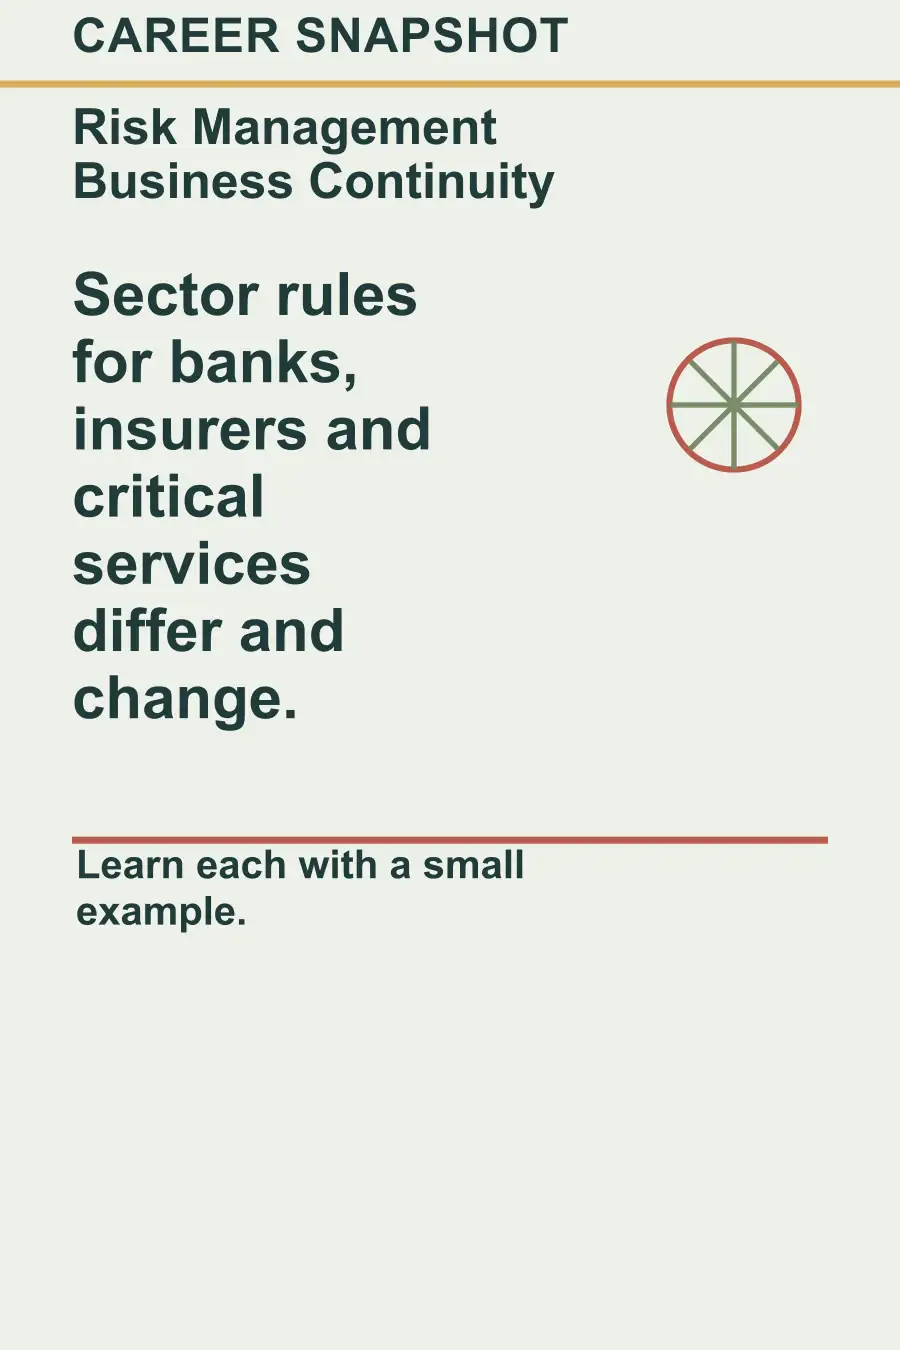 CAREER SNAPSHOT
Risk Management
Business Continuity
Sector rules
for banks,
insurers and
critical
services
differ and
change.
Learn each with a small
example.